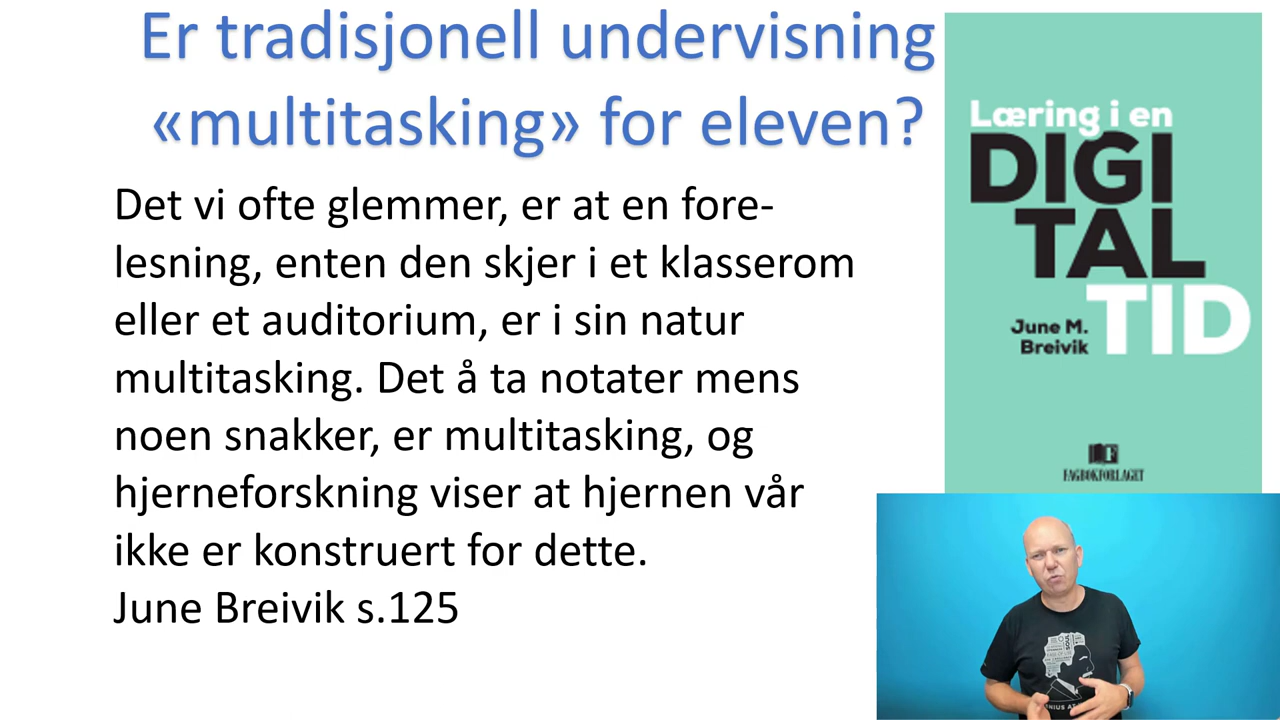 Er tradisjonell undervisning
«multitasking» for eleven?
Det vi ofte glemmer, er at en fore-
lesning, enten den skjer i et klasserom
eller et auditorium, er i sin natur
multitasking. Det å ta notater mens
noen snakker, er multitasking, og
hjerneforskning viser at hjernen vår
ikke er konstruert for dette.
June Breivik s.125
Læring i en
DIGI
TAL
TID
June M.
Breivik
F
FAGBOKFORLAGET